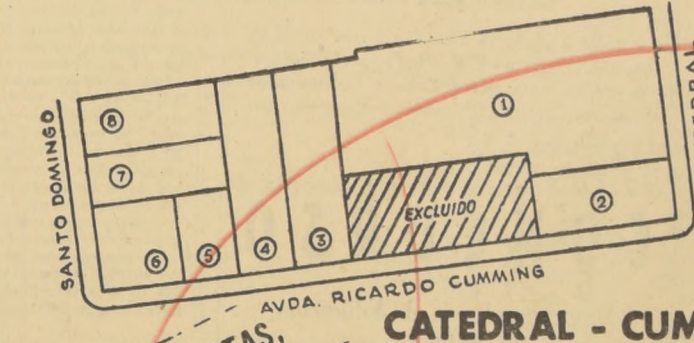 SANTO DOMINGO
⑧
⑦
⑥
⑤
④
③
EXCLUIDO
①
②
AVDA. RICARDO CUMMING
CATEDRAL - CUM